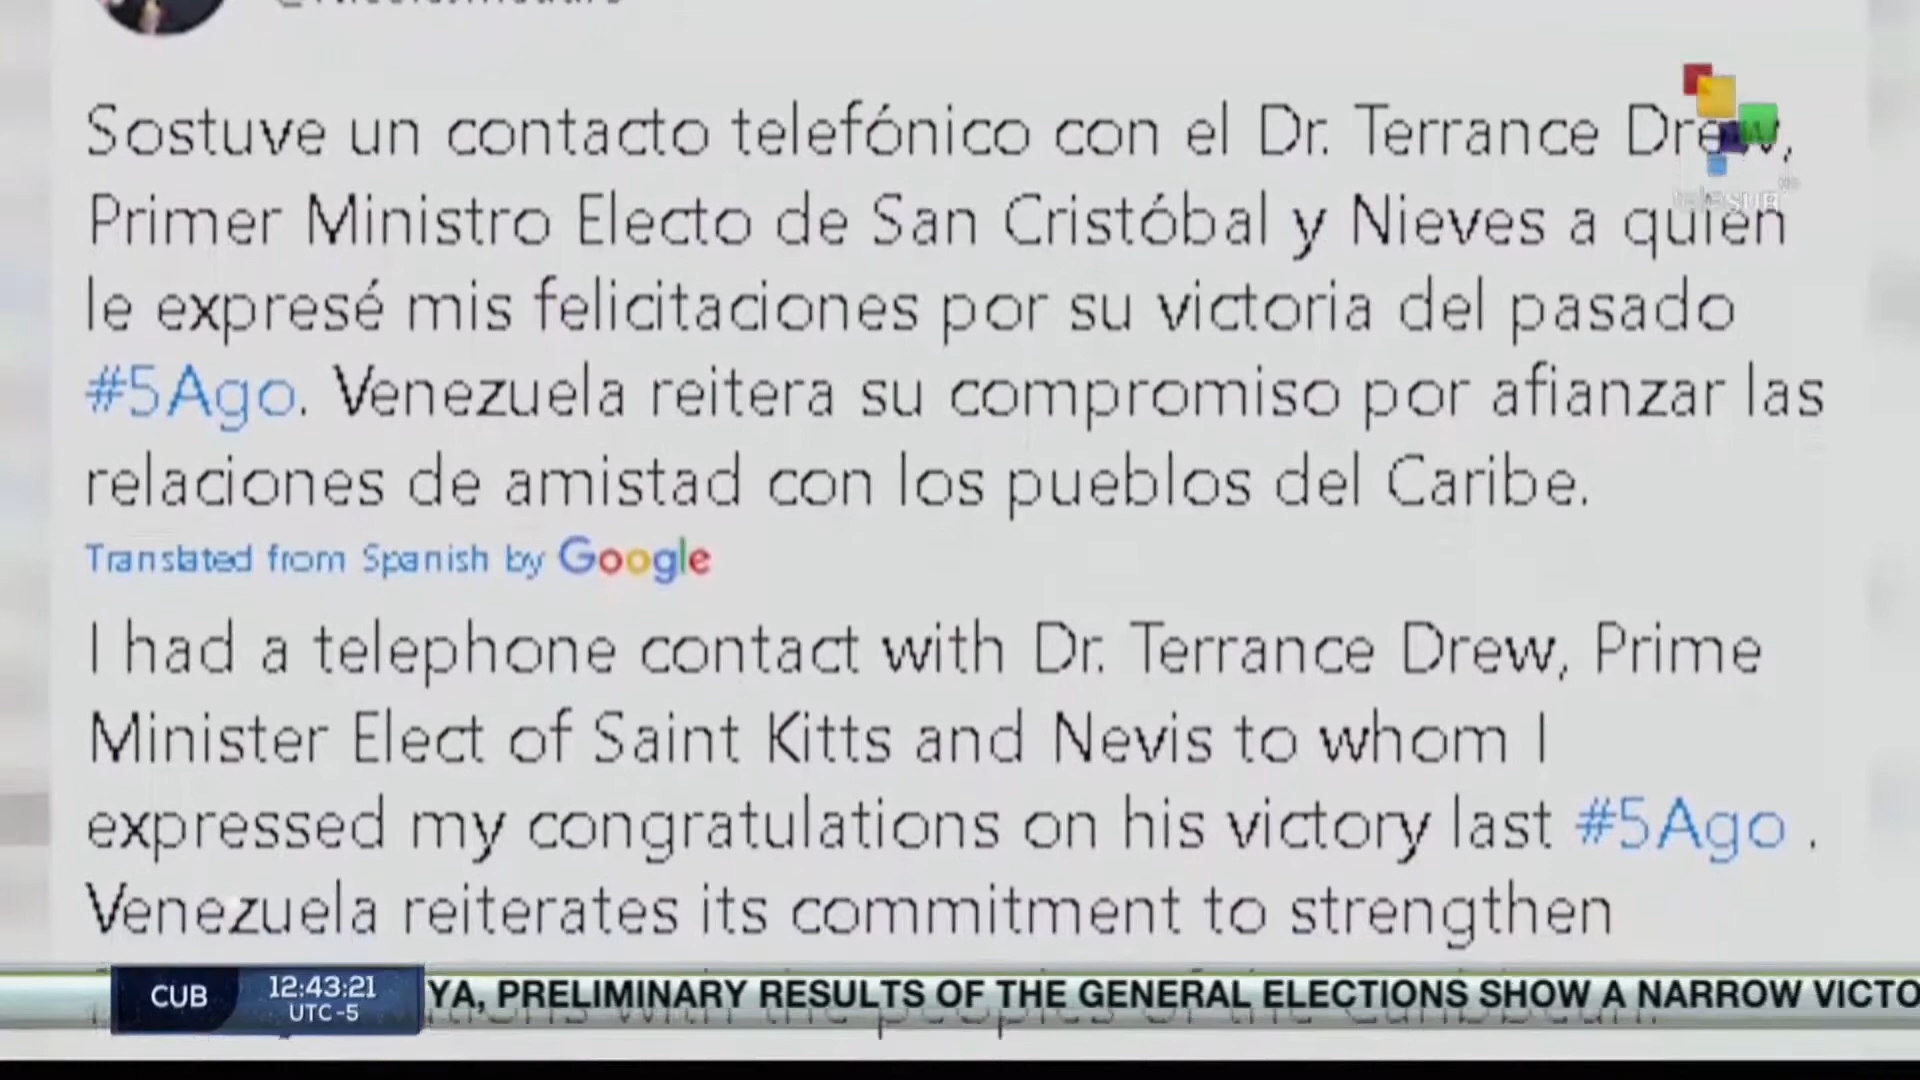 Sostuve un contacto telefónico con el Dr. Terrance Drew,
Primer Ministro Electo de San Cristóbal y Nieves a quien
le expresé mis felicitaciones por su victoria del pasado
#5Ago. Venezuela reitera su compromiso por afianzar las
relaciones de amistad con los pueblos del Caribe.
Translated from Spanish by Google
I had a telephone contact with Dr. Terrance Drew, Prime
Minister Elect of Saint Kitts and Nevis to whom I
expressed my congratulations on his victory last #5Ago .
Venezuela reiterates its commitment to strengthen
teleSUR
CUB 12:43:21 UTC-5
YA, PRELIMINARY RESULTS OF THE GENERAL ELECTIONS SHOW A NARROW VICTO